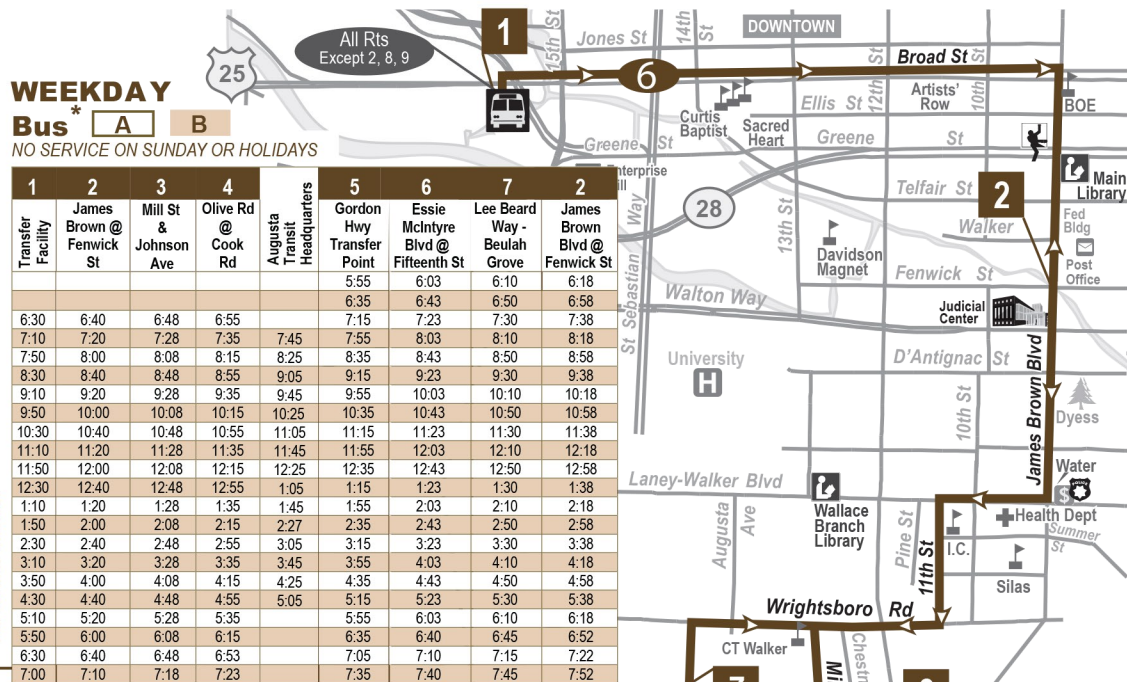 WEEKDAY
Bus* A B
NO SERVICE ON SUNDAY OR HOLIDAYS
1 2 3 4 Augusta Transit Headquarters 5 6 7 2
Transfer Facility
James Brown @ Fenwick St
Mill St & Johnson Ave
Olive Rd @ Cook Rd
Gordon Hwy Transfer Point
Essie McIntyre Blvd @ Fifteenth St
Lee Beard Way - Beulah Grove
James Brown Blvd @ Fenwick St
5:55 6:03 6:10 6:18
6:35 6:43 6:50 6:58
6:30 6:40 6:48 6:55 7:15 7:23 7:30 7:38
7:10 7:20 7:28 7:35 7:45 7:55 8:03 8:10 8:18
7:50 8:00 8:08 8:15 8:25 8:35 8:43 8:50 8:58
8:30 8:40 8:48 8:55 9:05 9:15 9:23 9:30 9:38
9:10 9:20 9:28 9:35 9:45 9:55 10:03 10:10 10:18
9:50 10:00 10:08 10:15 10:25 10:35 10:43 10:50 10:58
10:30 10:40 10:48 10:55 11:05 11:15 11:23 11:30 11:38
11:10 11:20 11:28 11:35 11:45 11:55 12:03 12:10 12:18
11:50 12:00 12:08 12:15 12:25 12:35 12:43 12:50 12:58
12:30 12:40 12:48 12:55 1:05 1:15 1:23 1:30 1:38
1:10 1:20 1:28 1:35 1:45 1:55 2:03 2:10 2:18
1:50 2:00 2:08 2:15 2:27 2:35 2:43 2:50 2:58
2:30 2:40 2:48 2:55 3:05 3:15 3:23 3:30 3:38
3:10 3:20 3:28 3:35 3:45 3:55 4:03 4:10 4:18
3:50 4:00 4:08 4:15 4:25 4:35 4:43 4:50 4:58
4:30 4:40 4:48 4:55 5:05 5:15 5:23 5:30 5:38
5:10 5:20 5:28 5:35 5:55 6:03 6:10 6:18
5:50 6:00 6:08 6:15 6:35 6:40 6:45 6:52
6:30 6:40 6:48 6:53 7:05 7:10 7:15 7:22
7:00 7:10 7:18 7:23 7:35 7:40 7:45 7:52
25
All Rts
Except 2, 8, 9
1
15th St
Jones St
14th St
DOWNTOWN
6
Broad St
12th St
10th St
Ellis St
Artists'
Row
BOE
Curtis
Baptist
Sacred
Heart
Greene St
Greene St
28
Telfair St
2
Main
Library
Walker
Fed
Bldg
Post
Office
13th St
Davidson
Magnet
Fenwick St
St Sebastian Way
Walton Way
Judicial
Center
University
H
D'Antignac St
10th St
James Brown Blvd
Dyess
Laney-Walker Blvd
Wallace
Branch
Library
Water
$
Health Dept
Summer
St
Augusta Ave
Pine St
11th St
I.C.
Silas
Wrightsboro Rd
CT Walker